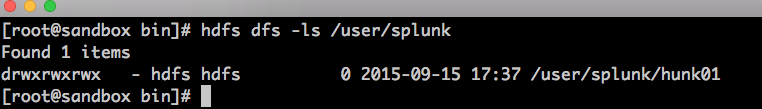 [root@sandbox bin]# hdfs dfs -ls /user/splunk
Found 1 items
drwxrwxrwx   - hdfs hdfs          0 2015-09-15 17:37 /user/splunk/hunk01
[root@sandbox bin]#